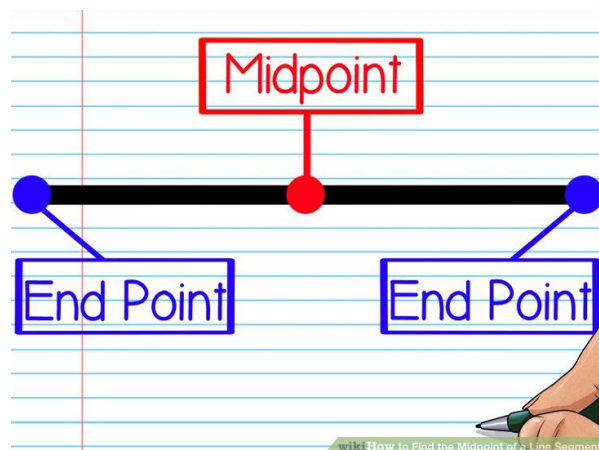 Midpoint
End Point
End Point
wikiHow to Find the Midpoint of a Line Segment